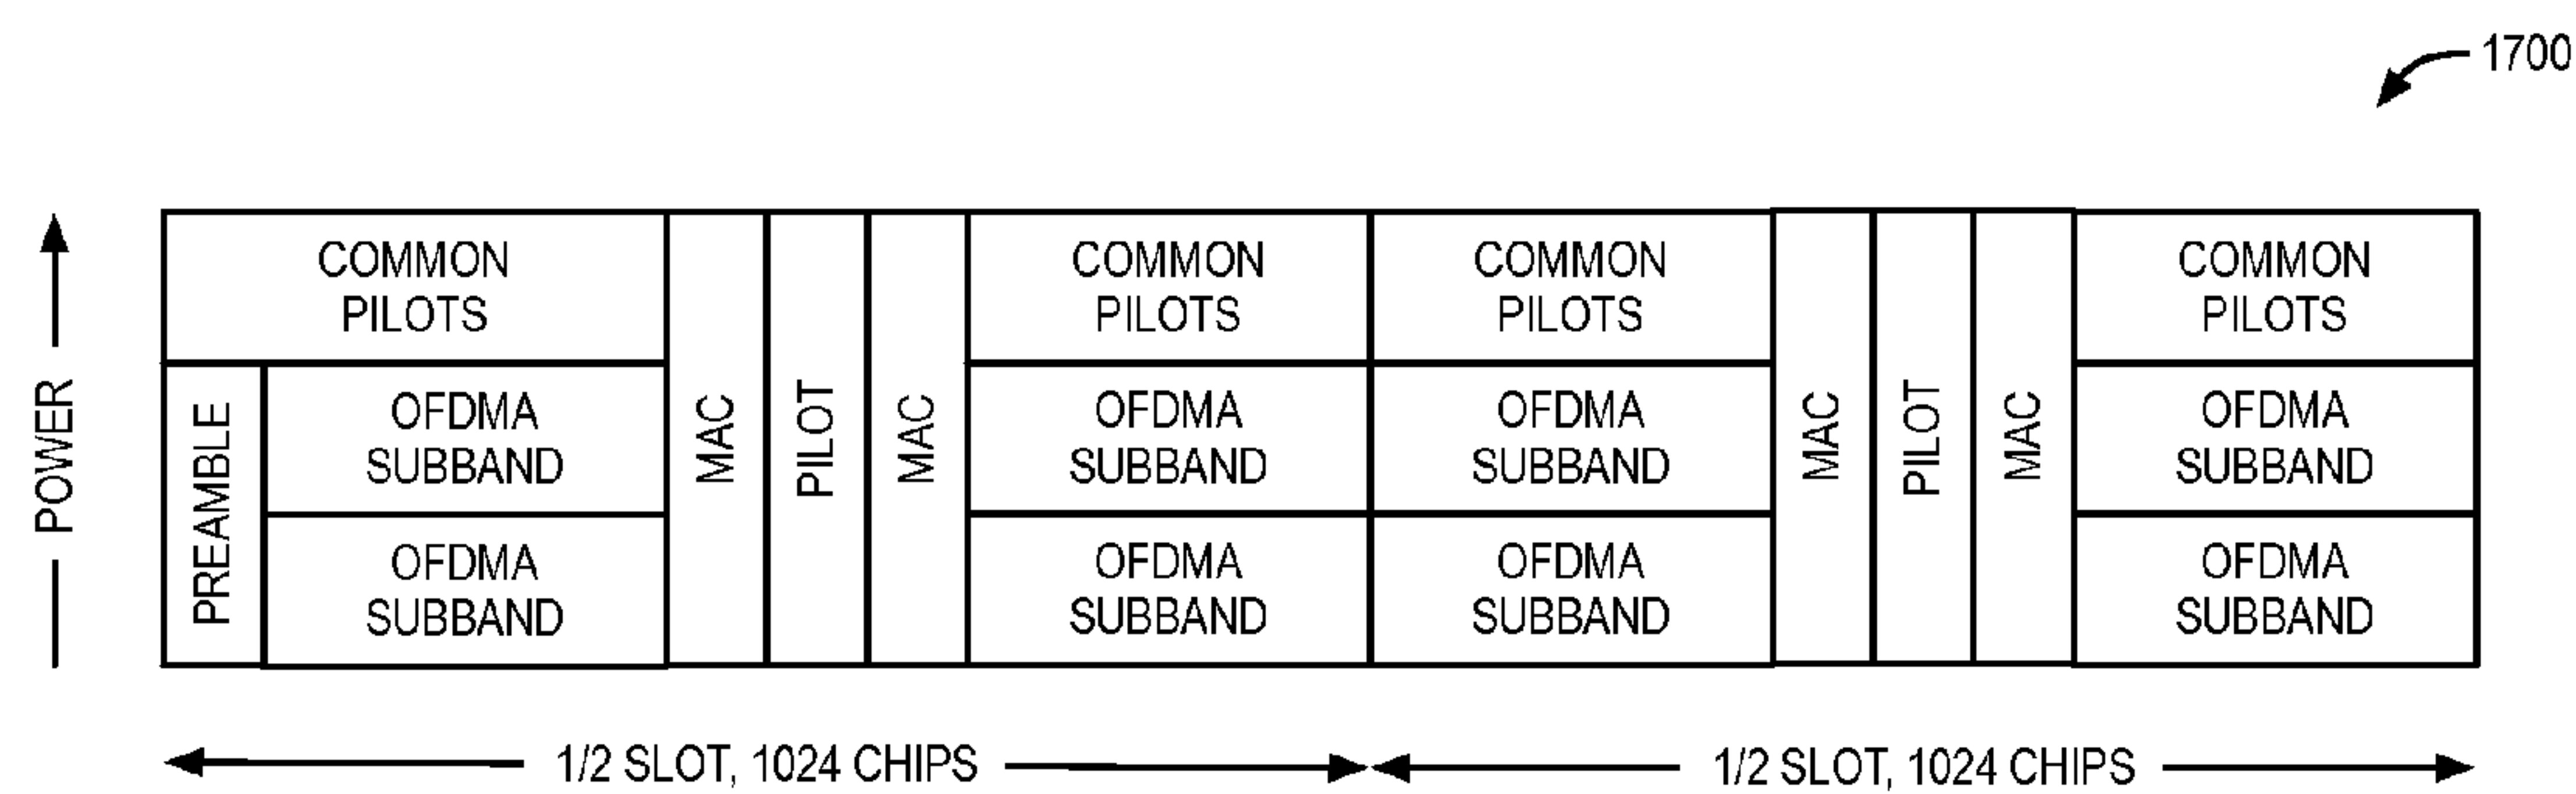 1700
COMMON
PILOTS
COMMON
PILOTS
COMMON
PILOTS
COMMON
PILOTS
POWER
PREAMBLE
OFDMA
SUBBAND
OFDMA
SUBBAND
MAC
PILOT
MAC
OFDMA
SUBBAND
OFDMA
SUBBAND
OFDMA
SUBBAND
OFDMA
SUBBAND
MAC
PILOT
MAC
OFDMA
SUBBAND
OFDMA
SUBBAND
1/2 SLOT, 1024 CHIPS
1/2 SLOT, 1024 CHIPS